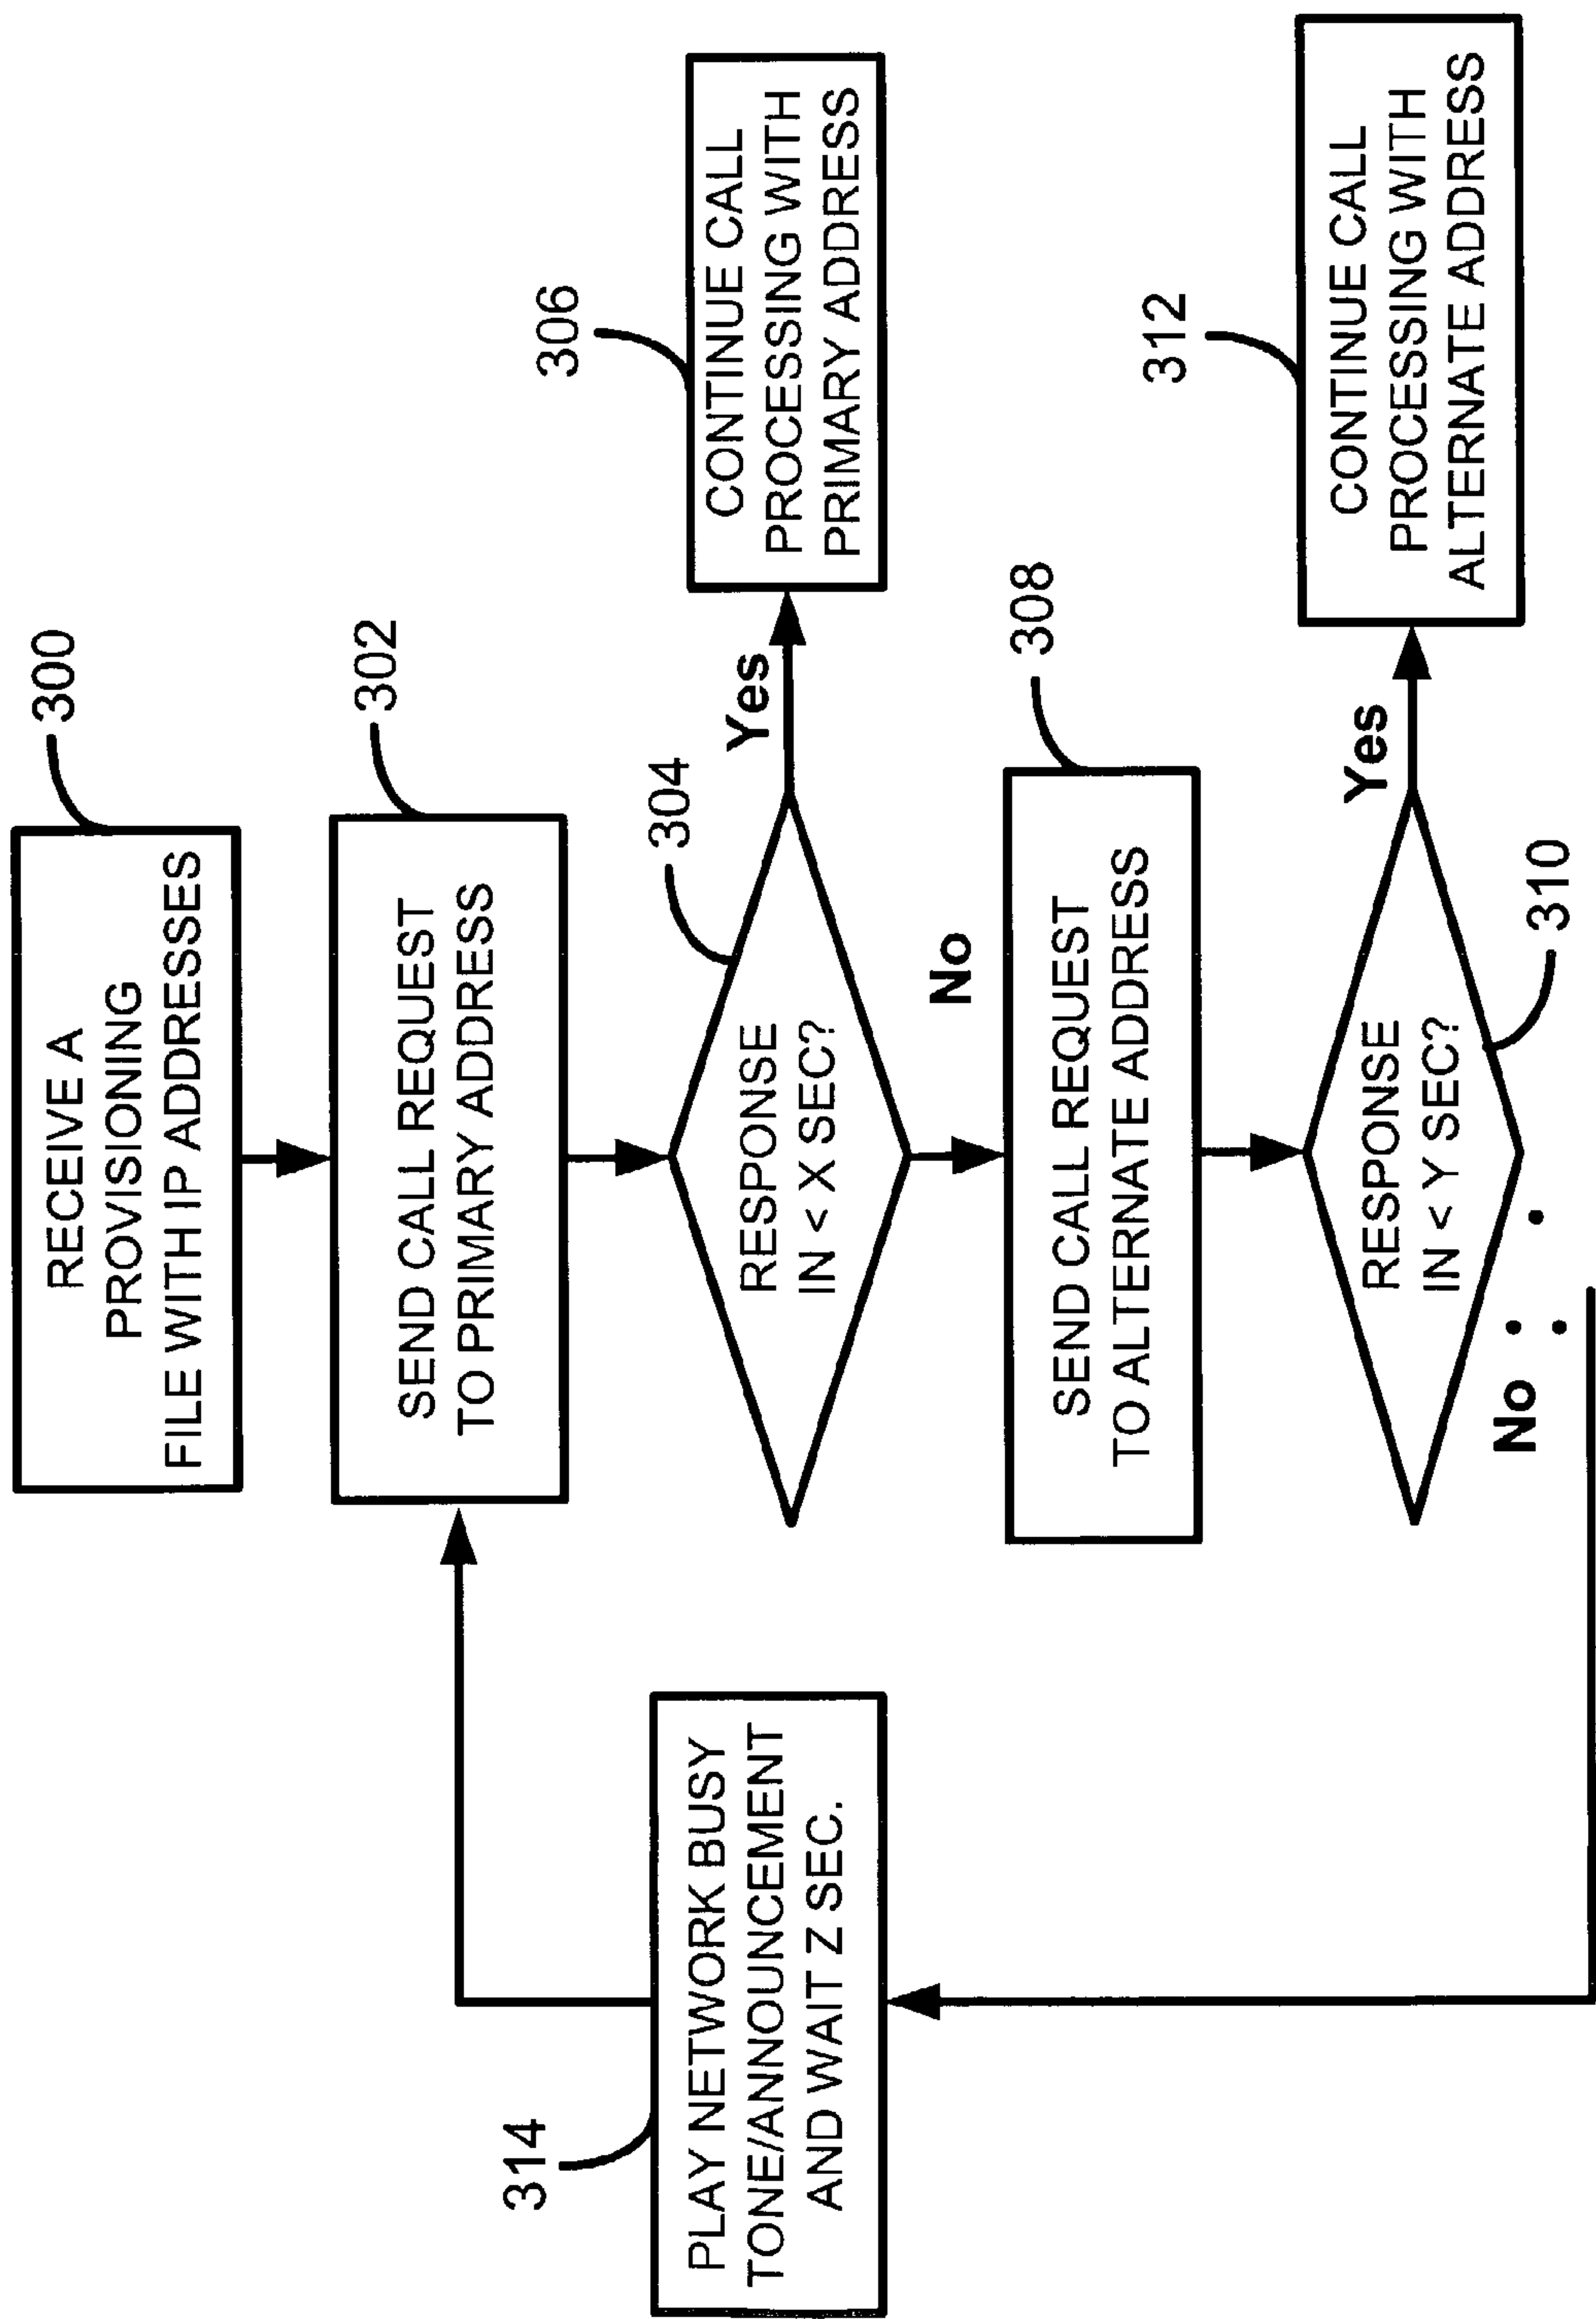 300
RECEIVE A
PROVISIONING
FILE WITH IP ADDRESSES
302
SEND CALL REQUEST
TO PRIMARY ADDRESS
304
RESPONSE
IN < X SEC?
Yes
306
CONTINUE CALL
PROCESSING WITH
PRIMARY ADDRESS
No
308
SEND CALL REQUEST
TO ALTERNATE ADDRESS
RESPONSE
IN < Y SEC?
310
Yes
312
CONTINUE CALL
PROCESSING WITH
ALTERNATE ADDRESS
No
314
PLAY NETWORK BUSY
TONE/ANNOUNCEMENT
AND WAIT Z SEC.